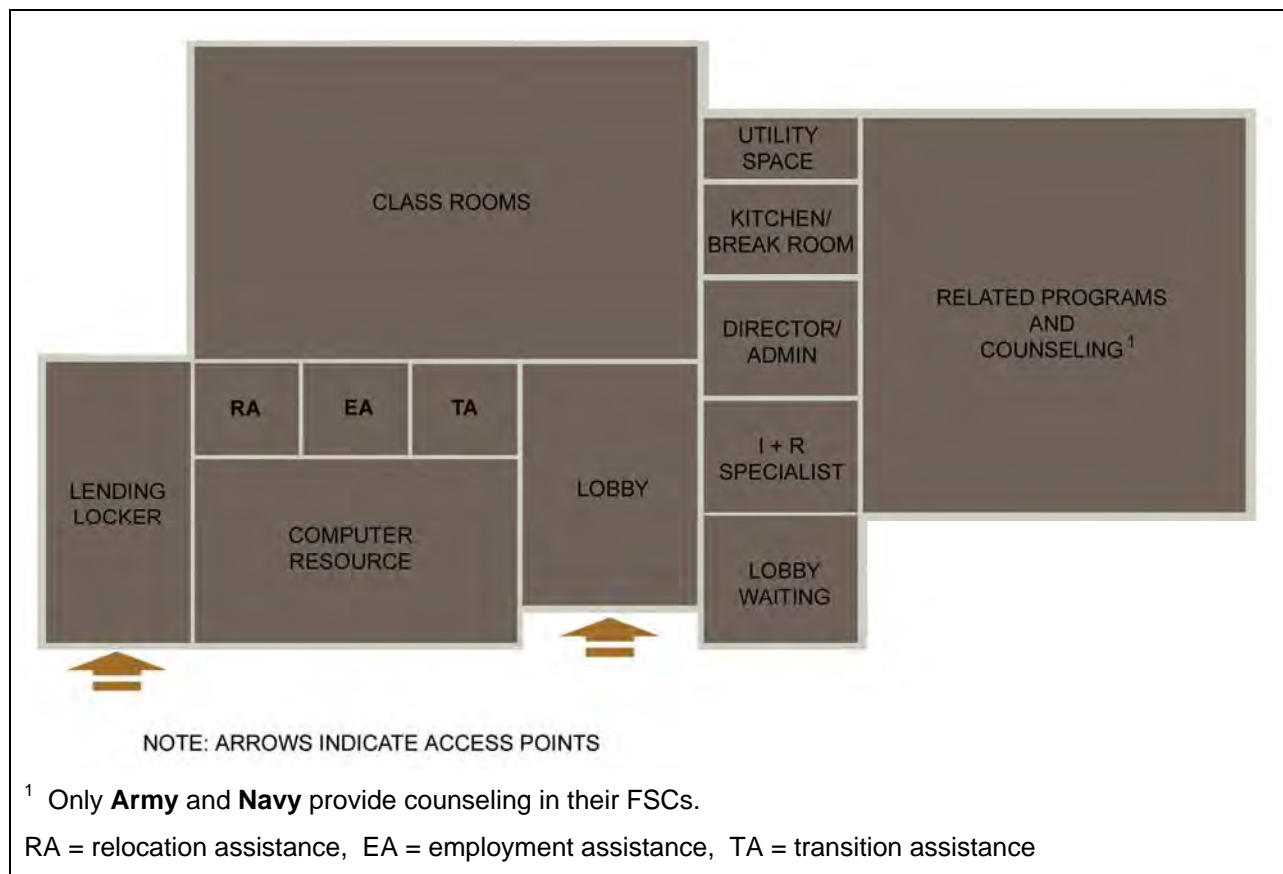 UTILITY
SPACE
CLASS ROOMS
KITCHEN/
BREAK ROOM
RELATED PROGRAMS
AND
COUNSELING¹
DIRECTOR/
ADMIN
RA
EA
TA
I + R
SPECIALIST
LENDING
LOCKER
LOBBY
COMPUTER
RESOURCE
LOBBY
WAITING
NOTE: ARROWS INDICATE ACCESS POINTS
¹ Only Army and Navy provide counseling in their FSCs.
RA = relocation assistance, EA = employment assistance, TA = transition assistance